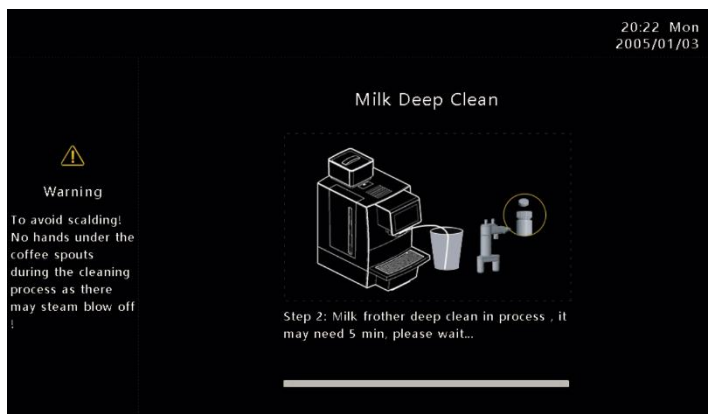 20:22 Mon
2005/01/03
Milk Deep Clean
Warning
To avoid scalding!
No hands under the
coffee spouts
during the cleaning
process as there
may steam blow off
!
Step 2: Milk frother deep clean in process , it
may need 5 min, please wait...